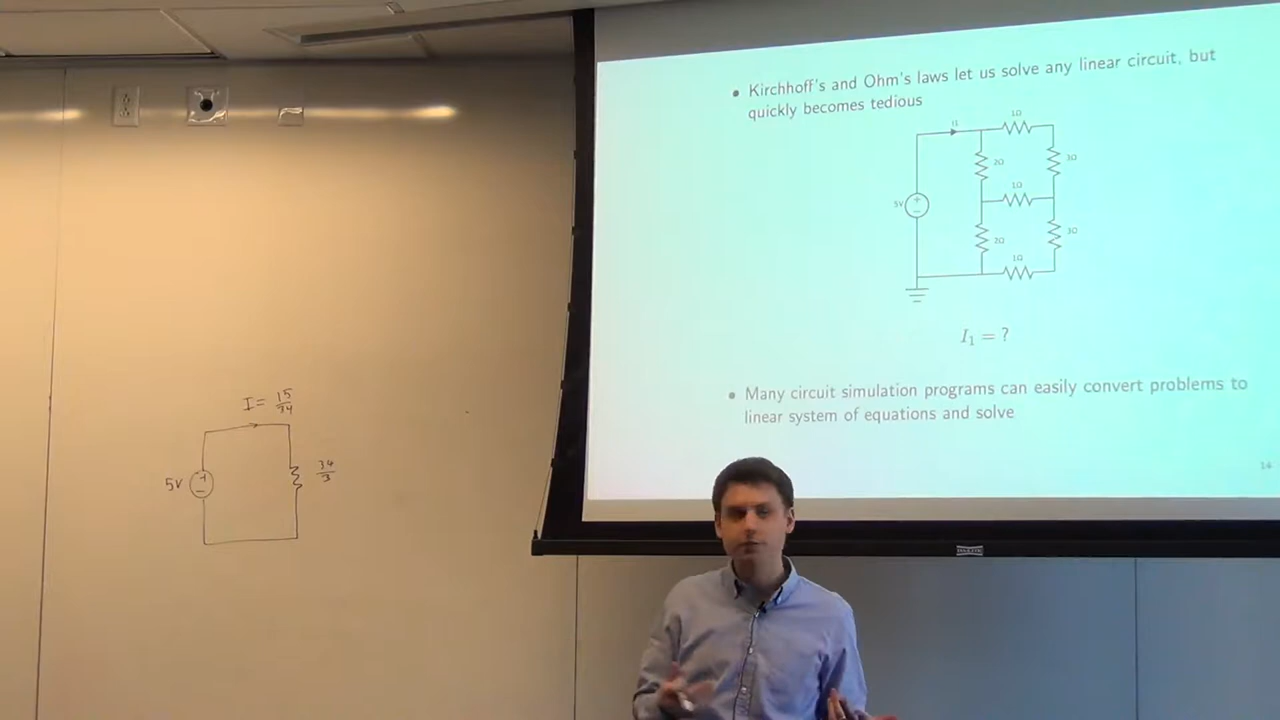 • Kirchhoff's and Ohm's laws let us solve any linear circuit, but
quickly becomes tedious
I1
1Ω
2Ω
3Ω
1Ω
5V
+
−
2Ω
3Ω
1Ω
I₁ = ?
• Many circuit simulation programs can easily convert problems to
linear system of equations and solve
14
I = 15/34
5V
+
−
34/3